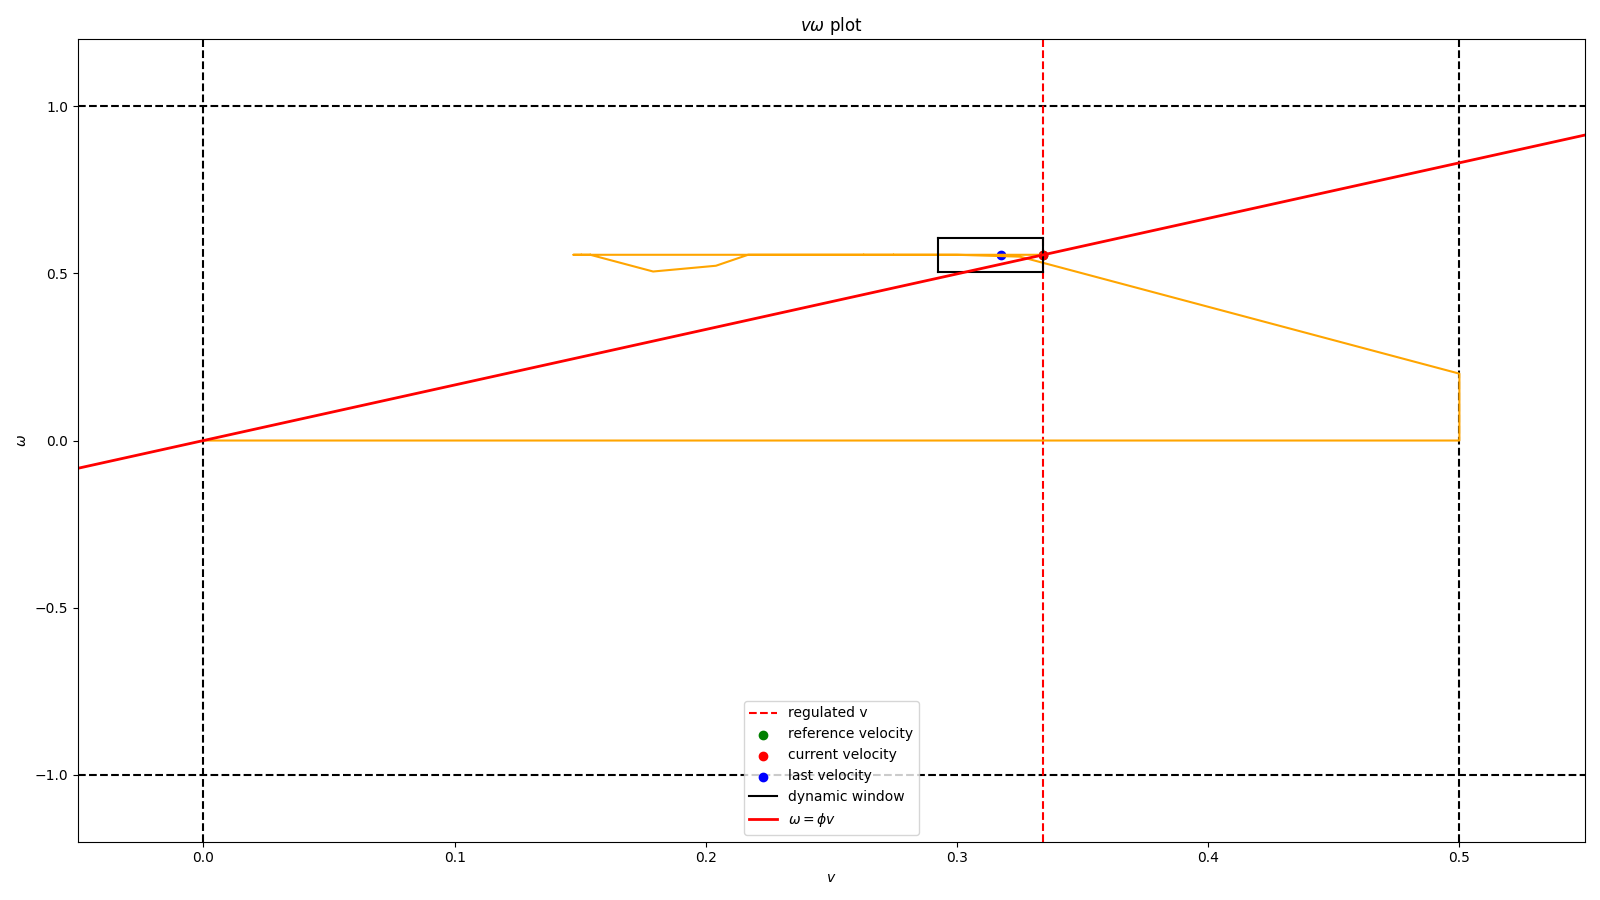 vω plot
1.0
0.5
0.0
−0.5
−1.0
ω
0.0 0.1 0.2 0.3 0.4 0.5
v
regulated v
reference velocity
current velocity
last velocity
dynamic window
ω = ϕv